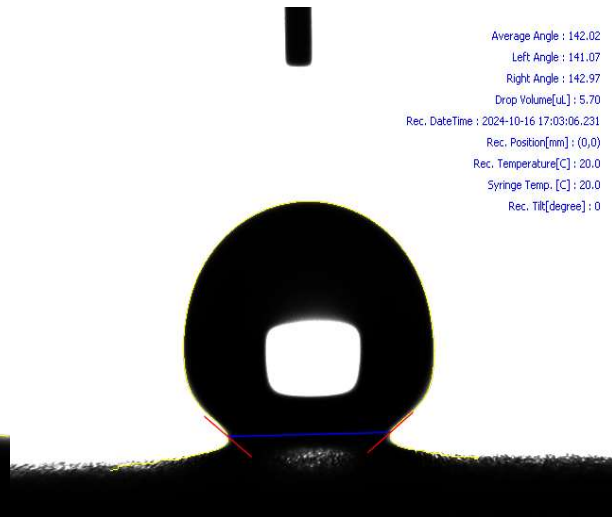 Average Angle : 142.02
Left Angle : 141.07
Right Angle : 142.97
Drop Volume[uL] : 5.70
Rec. DateTime : 2024-10-16 17:03:06.231
Rec. Position[mm] : (0,0)
Rec. Temperature[C] : 20.0
Syringe Temp. [C] : 20.0
Rec. Tilt[degree] : 0